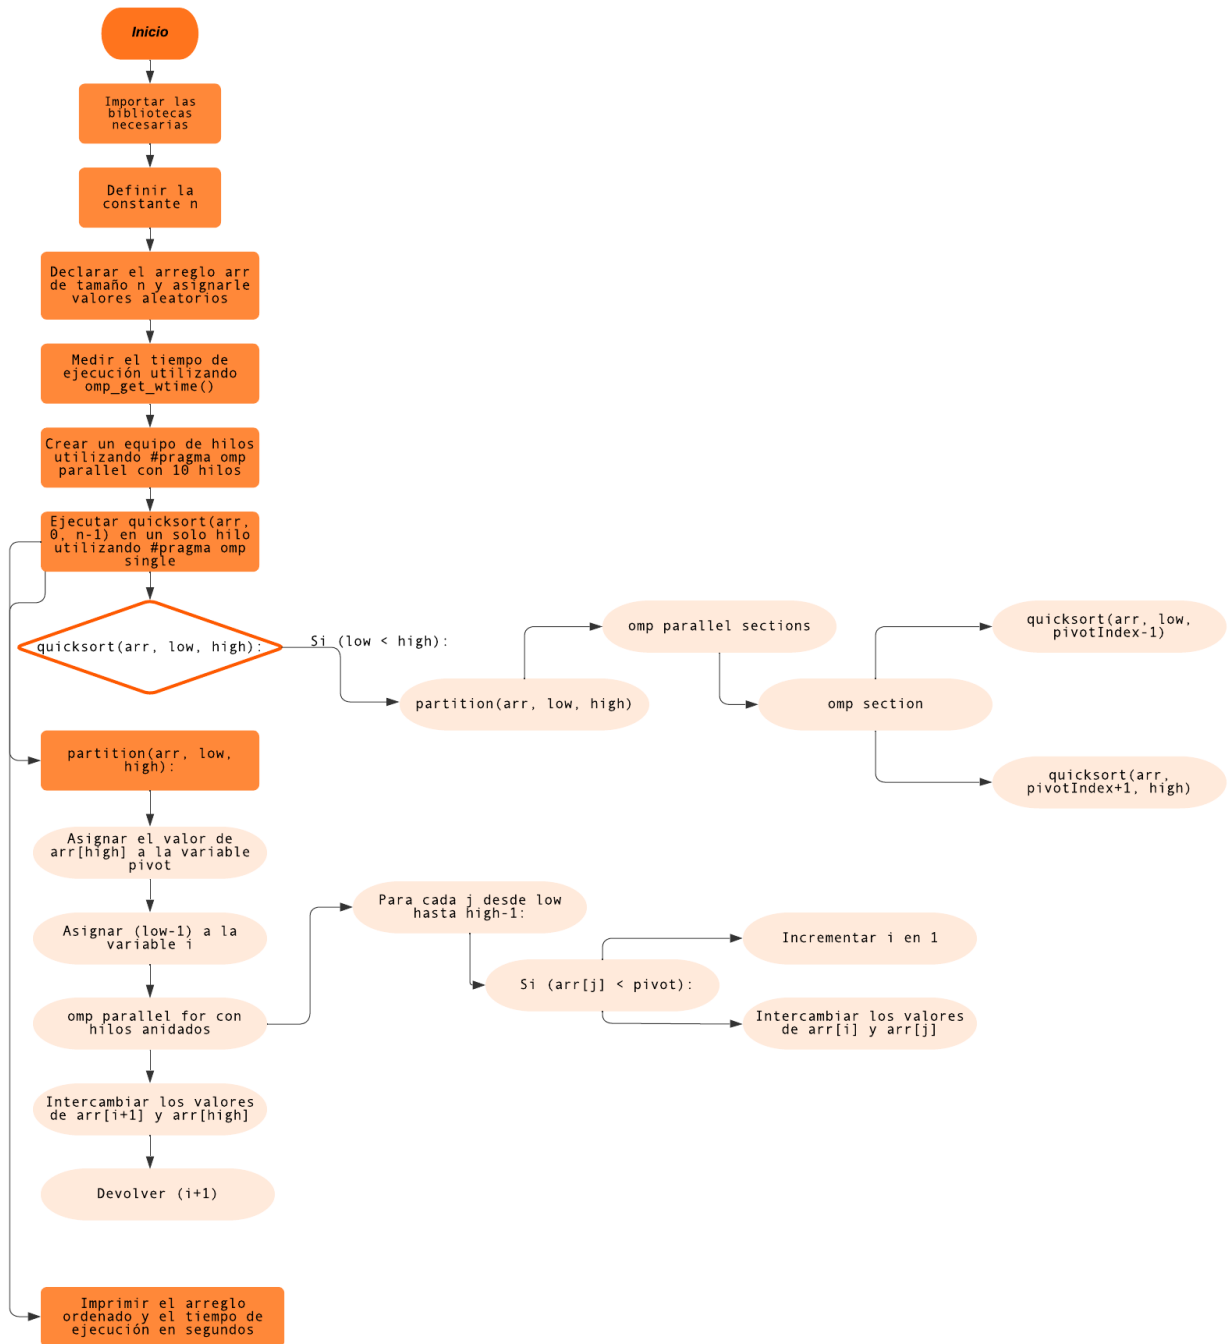 Inicio
Importar las
bibliotecas
necesarias
Definir la
constante n
Declarar el arreglo arr
de tamaño n y asignarle
valores aleatorios
Medir el tiempo de
ejecución utilizando
omp_get_wtime()
Crear un equipo de hilos
utilizando #pragma omp
parallel con 10 hilos
Ejecutar quicksort(arr,
0, n-1) en un solo hilo
utilizando #pragma omp
single
quicksort(arr, low, high):
Si (low < high):
partition(arr, low, high)
omp parallel sections
omp section
quicksort(arr, low,
pivotIndex-1)
quicksort(arr,
pivotIndex+1, high)
partition(arr, low,
high):
Asignar el valor de
arr[high] a la variable
pivot
Asignar (low-1) a la
variable i
omp parallel for con
hilos anidados
Para cada j desde low
hasta high-1:
Si (arr[j] < pivot):
Incrementar i en 1
Intercambiar los valores
de arr[i] y arr[j]
Intercambiar los valores
de arr[i+1] y arr[high]
Devolver (i+1)
Imprimir el arreglo
ordenado y el tiempo de
ejecución en segundos